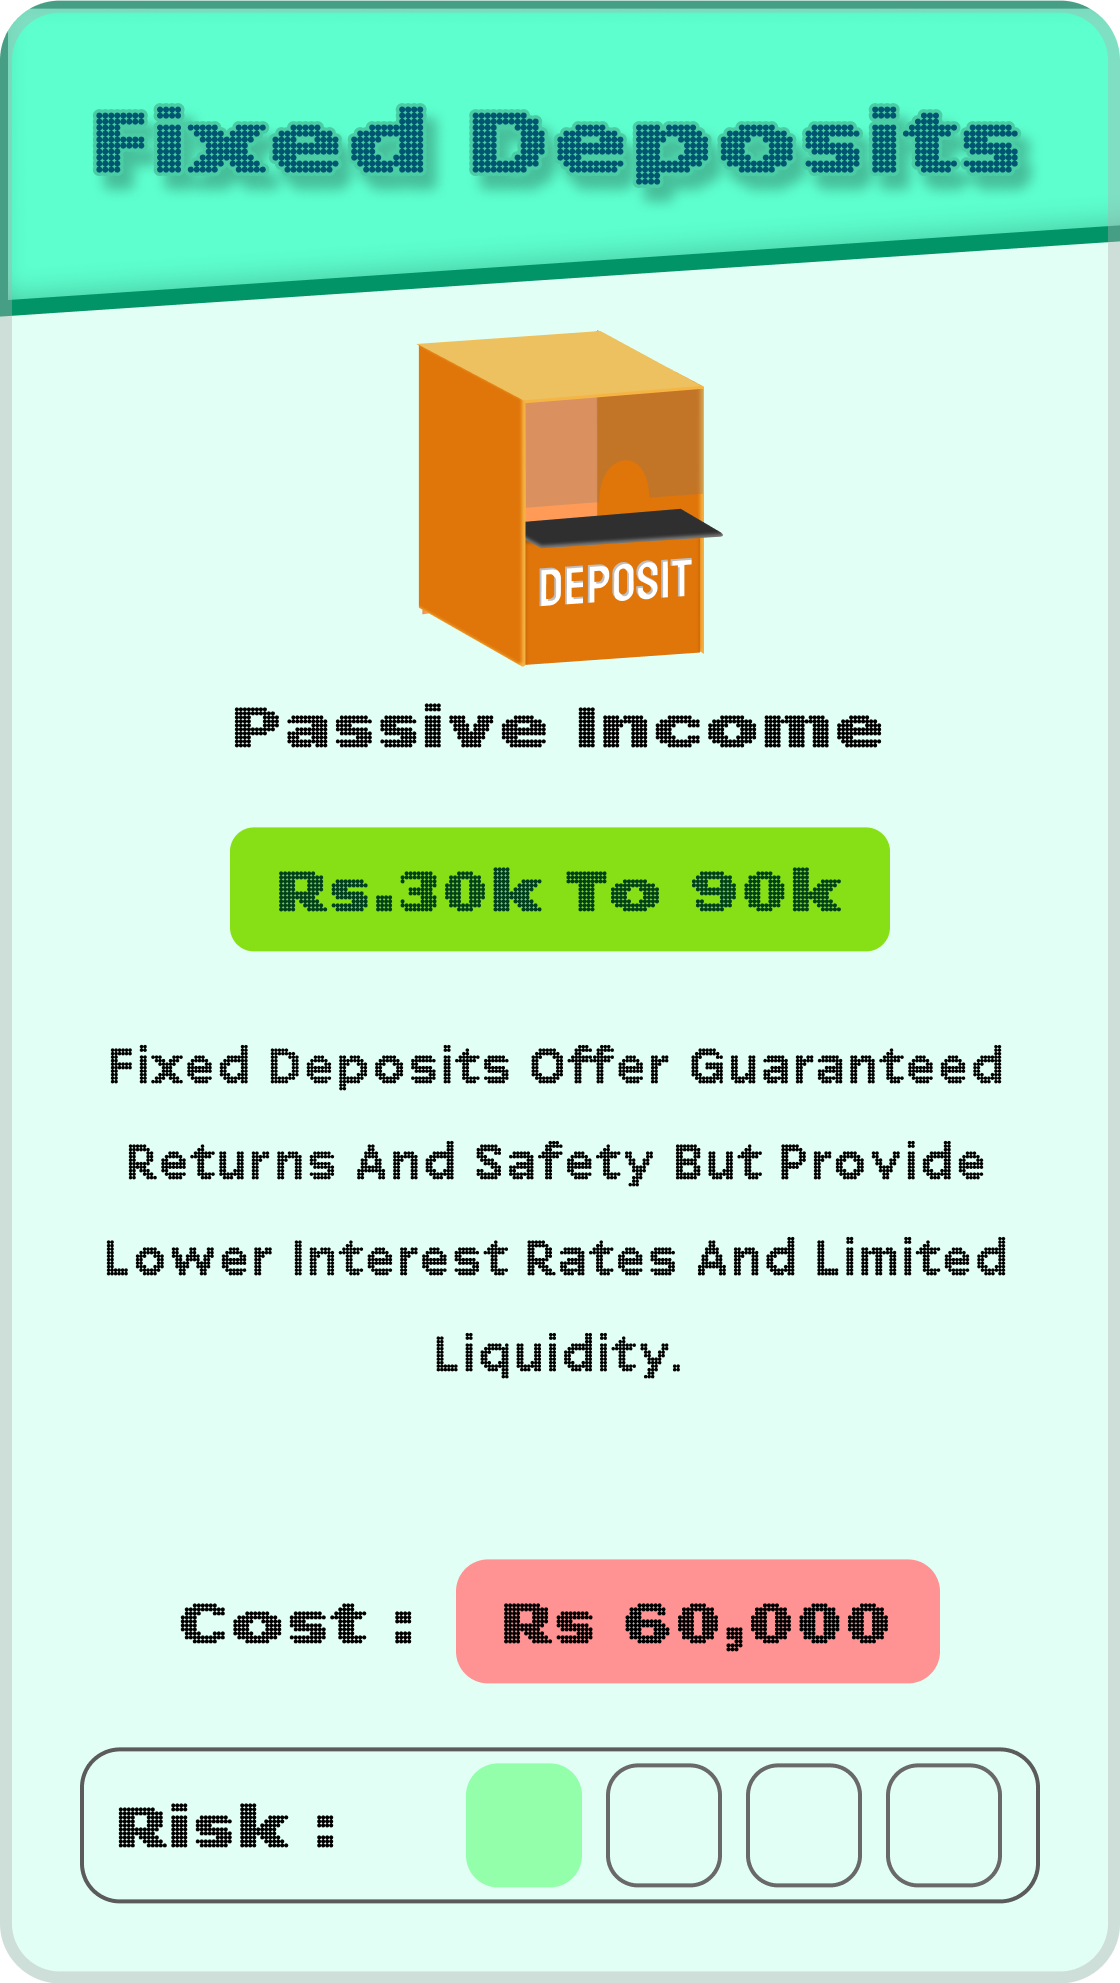 Fixed Deposits
DEPOSIT
Passive Income
Rs.30k To 90k
Fixed Deposits Offer Guaranteed
Returns And Safety But Provide
Lower Interest Rates And Limited
Liquidity.
Cost : Rs 60,000
Risk :